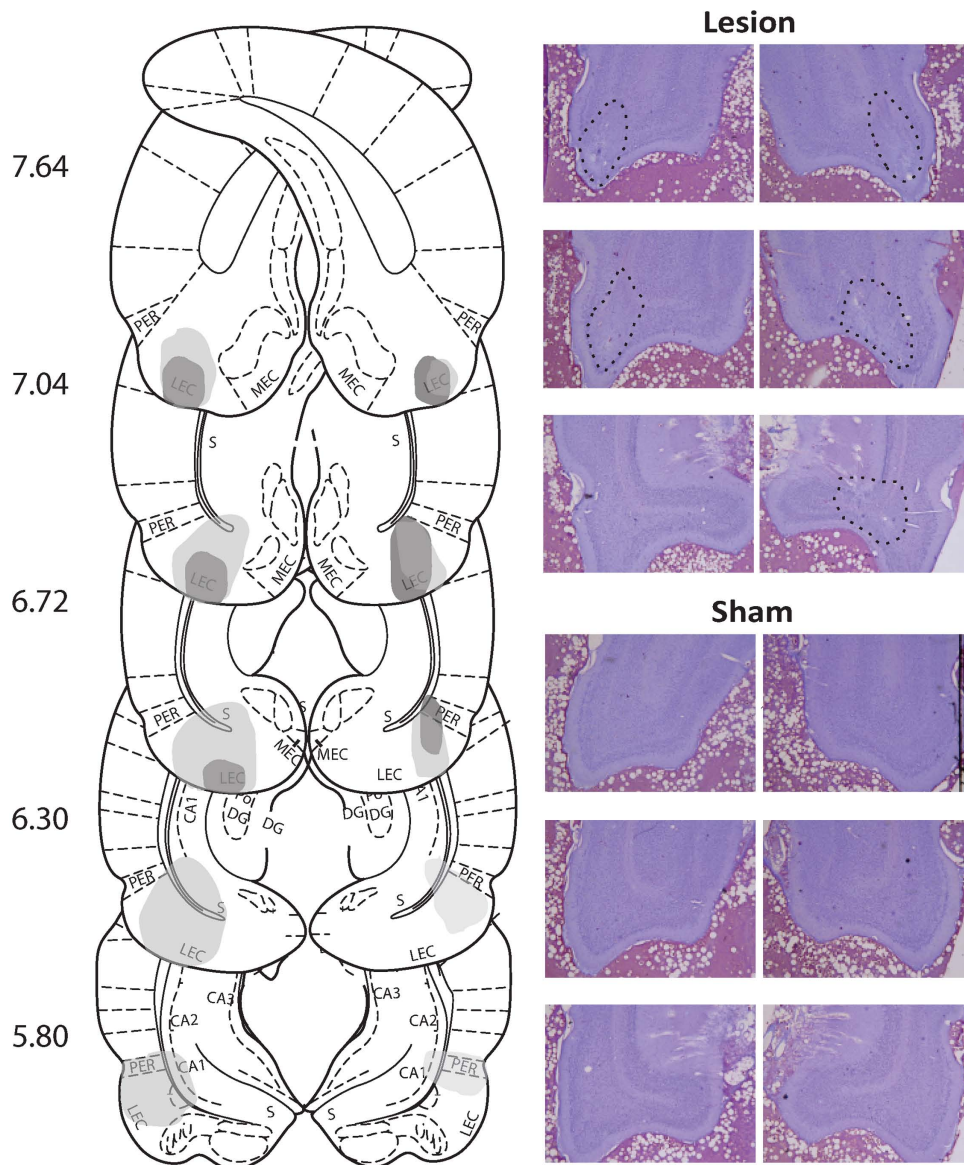 Lesion
7.64
PER
PER
LEC
MEC
MEC
LEC
7.04
S
S
PER
PER
LEC
MEC
MEC
LEC
6.72
S
S
S
PER
PER
MEC
MEC
LEC
LEC
Sham
6.30
CA1
DG
DG
DG
DG
PER
PER
S
S
LEC
LEC
CA3
CA3
5.80
CA2
CA2
PER
PER
CA1
CA1
LEC
S
S
LEC